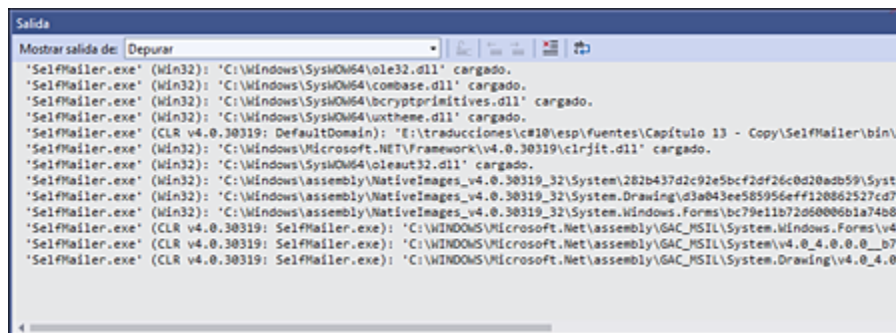 Salida
Mostrar salida de: Depurar
'SelfMailer.exe' (Win32): 'C:\Windows\SysWOW64\ole32.dll' cargado.
'SelfMailer.exe' (Win32): 'C:\Windows\SysWOW64\combase.dll' cargado.
'SelfMailer.exe' (Win32): 'C:\Windows\SysWOW64\bcryptprimitives.dll' cargado.
'SelfMailer.exe' (Win32): 'C:\Windows\SysWOW64\uxtheme.dll' cargado.
'SelfMailer.exe' (CLR v4.0.30319: DefaultDomain): 'E:\traducciones\c#10\esp\fuentes\Capítulo 13 - Copy\SelfMailer\bin\
'SelfMailer.exe' (Win32): 'C:\Windows\Microsoft.NET\Framework\v4.0.30319\clrjit.dll' cargado.
'SelfMailer.exe' (Win32): 'C:\Windows\SysWOW64\oleaut32.dll' cargado.
'SelfMailer.exe' (Win32): 'C:\Windows\assembly\NativeImages_v4.0.30319_32\System\282b437d2c92e5bcf2df26c0d20adb59\Syst
'SelfMailer.exe' (Win32): 'C:\Windows\assembly\NativeImages_v4.0.30319_32\System.Drawing\d3a043ee585956eff120862527cd7
'SelfMailer.exe' (Win32): 'C:\Windows\assembly\NativeImages_v4.0.30319_32\System.Windows.Forms\bc79e11b72d60006b1a74b8
'SelfMailer.exe' (CLR v4.0.30319: SelfMailer.exe): 'C:\WINDOWS\Microsoft.Net\assembly\GAC_MSIL\System.Windows.Forms\v4
'SelfMailer.exe' (CLR v4.0.30319: SelfMailer.exe): 'C:\WINDOWS\Microsoft.Net\assembly\GAC_MSIL\System\v4.0_4.0.0.0__b7
'SelfMailer.exe' (CLR v4.0.30319: SelfMailer.exe): 'C:\WINDOWS\Microsoft.Net\assembly\GAC_MSIL\System.Drawing\v4.0_4.0